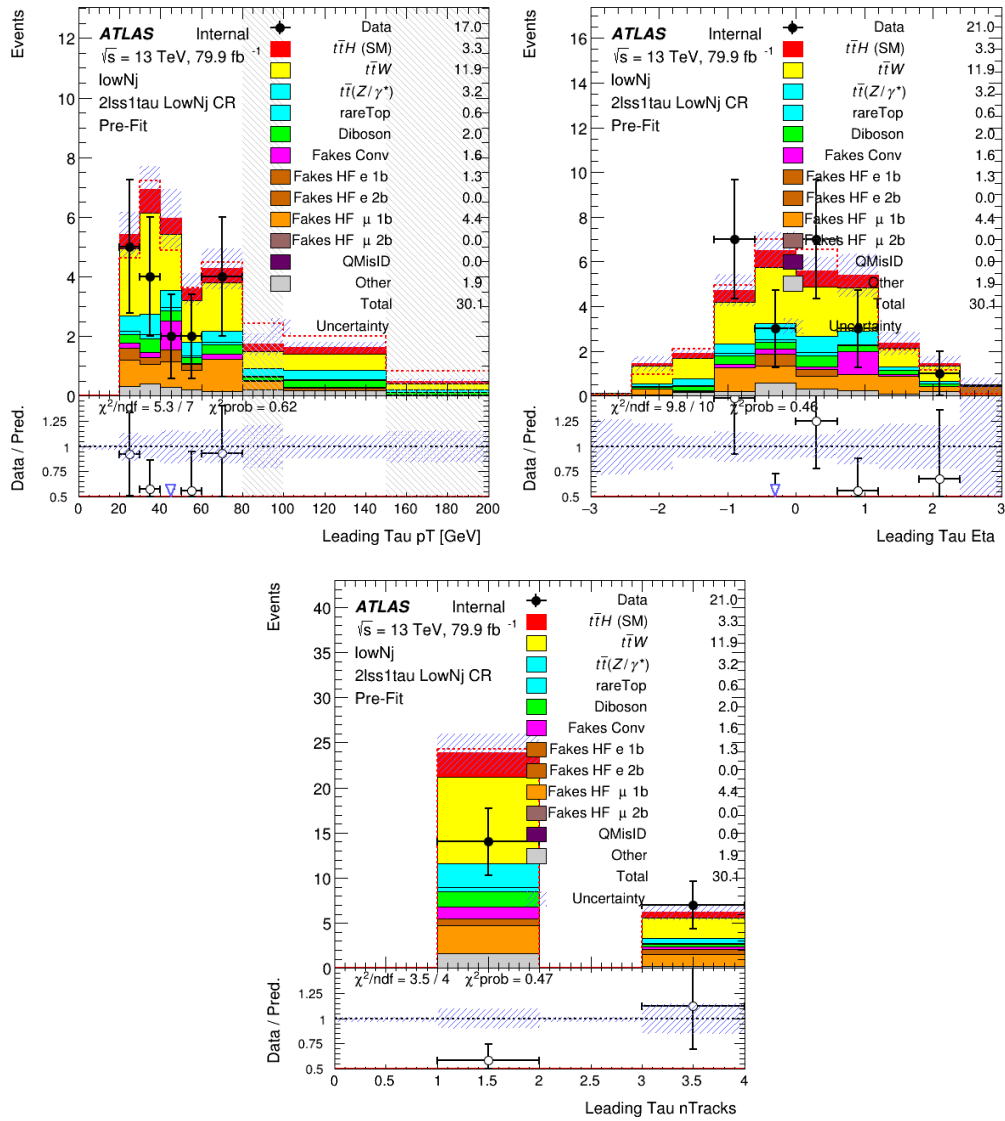 Events
12
10
8
6
4
2
0
ATLAS Internal
√s = 13 TeV, 79.9 fb⁻¹
lowNj
2lss1tau LowNj CR
Pre-Fit
Data 17.0
tt̄H (SM) 3.3
tt̄W 11.9
tt̄(Z/γ*) 3.2
rareTop 0.6
Diboson 2.0
Fakes Conv 1.6
Fakes HF e 1b 1.3
Fakes HF e 2b 0.0
Fakes HF μ 1b 4.4
Fakes HF μ 2b 0.0
QMisID 0.0
Other 1.9
Total 30.1
Uncertainty
χ²/ndf = 5.3 / 7 χ²prob = 0.62
Data / Pred.
1.25
1
0.75
0.5
0 20 40 60 80 100 120 140 160 180 200
Leading Tau pT [GeV]
Events
16
14
12
10
8
6
4
2
0
ATLAS Internal
√s = 13 TeV, 79.9 fb⁻¹
lowNj
2lss1tau LowNj CR
Pre-Fit
Data 21.0
tt̄H (SM) 3.3
tt̄W 11.9
tt̄(Z/γ*) 3.2
rareTop 0.6
Diboson 2.0
Fakes Conv 1.6
Fakes HF e 1b 1.3
Fakes HF e 2b 0.0
Fakes HF μ 1b 4.4
Fakes HF μ 2b 0.0
QMisID 0.0
Other 1.9
Total 30.1
Uncertainty
χ²/ndf = 9.8 / 10 χ²prob = 0.46
Data / Pred.
1.25
1
0.75
0.5
−3 −2 −1 0 1 2 3
Leading Tau Eta
Events
40
35
30
25
20
15
10
5
0
ATLAS Internal
√s = 13 TeV, 79.9 fb⁻¹
lowNj
2lss1tau LowNj CR
Pre-Fit
Data 21.0
tt̄H (SM) 3.3
tt̄W 11.9
tt̄(Z/γ*) 3.2
rareTop 0.6
Diboson 2.0
Fakes Conv 1.6
Fakes HF e 1b 1.3
Fakes HF e 2b 0.0
Fakes HF μ 1b 4.4
Fakes HF μ 2b 0.0
QMisID 0.0
Other 1.9
Total 30.1
Uncertainty
χ²/ndf = 3.5 / 4 χ²prob = 0.47
Data / Pred.
1.25
1
0.75
0.5
0 0.5 1 1.5 2 2.5 3 3.5 4
Leading Tau nTracks